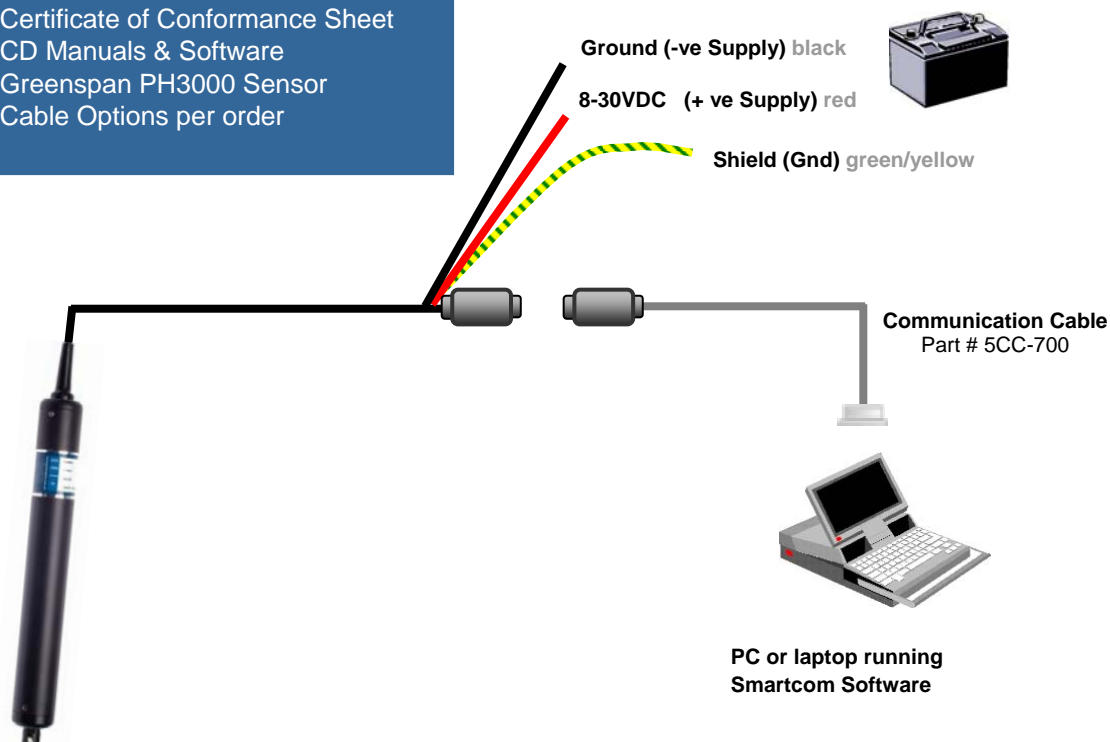 Certificate of Conformance Sheet
CD Manuals & Software
Greenspan PH3000 Sensor
Cable Options per order
Ground (-ve Supply) black
8-30VDC (+ ve Supply) red
Shield (Gnd) green/yellow
Communication Cable
Part # 5CC-700
PC or laptop running
Smartcom Software